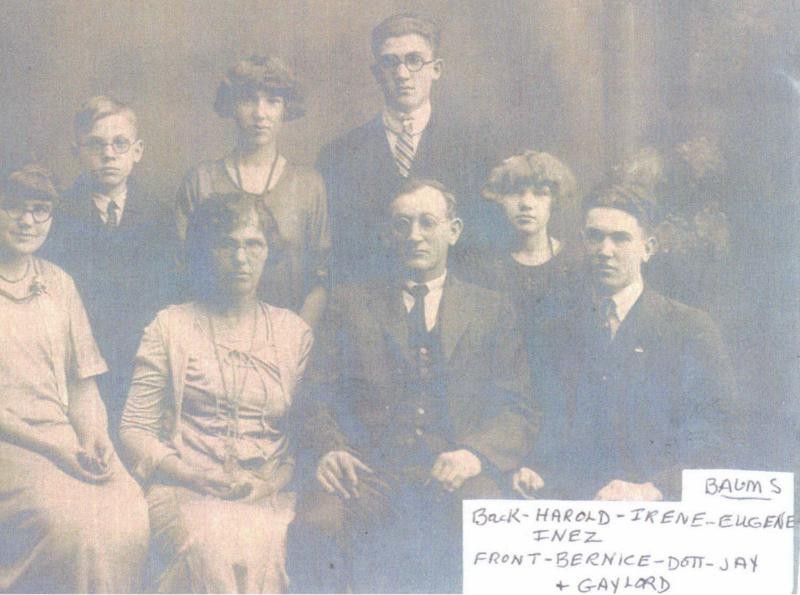 BAUMS
Back-HAROLD-IRENE-EUGENE
INEZ
FRONT-BERNICE-DOTT-JAY
+ GAYLORD